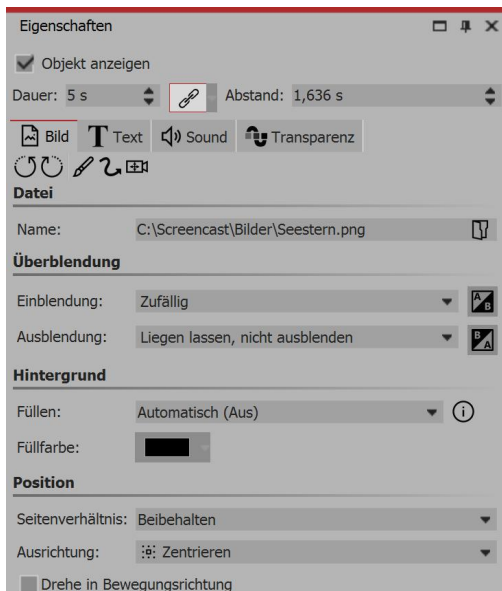 Eigenschaften
Objekt anzeigen
Dauer: 5 s Abstand: 1,636 s
Bild Text Sound Transparenz
Datei
Name: C:\Screencast\Bilder\Seestern.png
Überblendung
Einblendung: Zufällig
Ausblendung: Liegen lassen, nicht ausblenden
Hintergrund
Füllen: Automatisch (Aus)
Füllfarbe:
Position
Seitenverhältnis: Beibehalten
Ausrichtung: Zentrieren
Drehe in Bewegungsrichtung